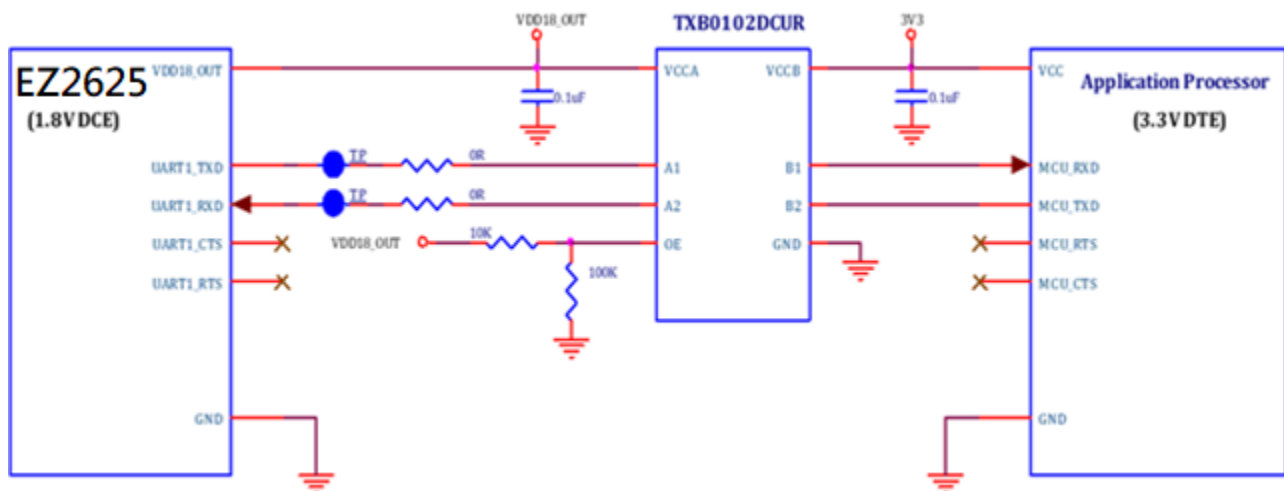 VDD18_OUT
TXB0102DCUR
3V3
EZ2625
(1.8V DCE)
VDD18_OUT
VCCA
VCCB
VCC
Application Processor
(3.3V DTE)
0.1uF
0.1uF
UART1_TXD
TP
0R
A1
B1
MCU_RXD
UART1_RXD
TP
0R
A2
B2
MCU_TXD
UART1_CTS
VDD18_OUT
10K
OE
GND
MCU_RTS
UART1_RTS
100K
MCU_CTS
GND
GND